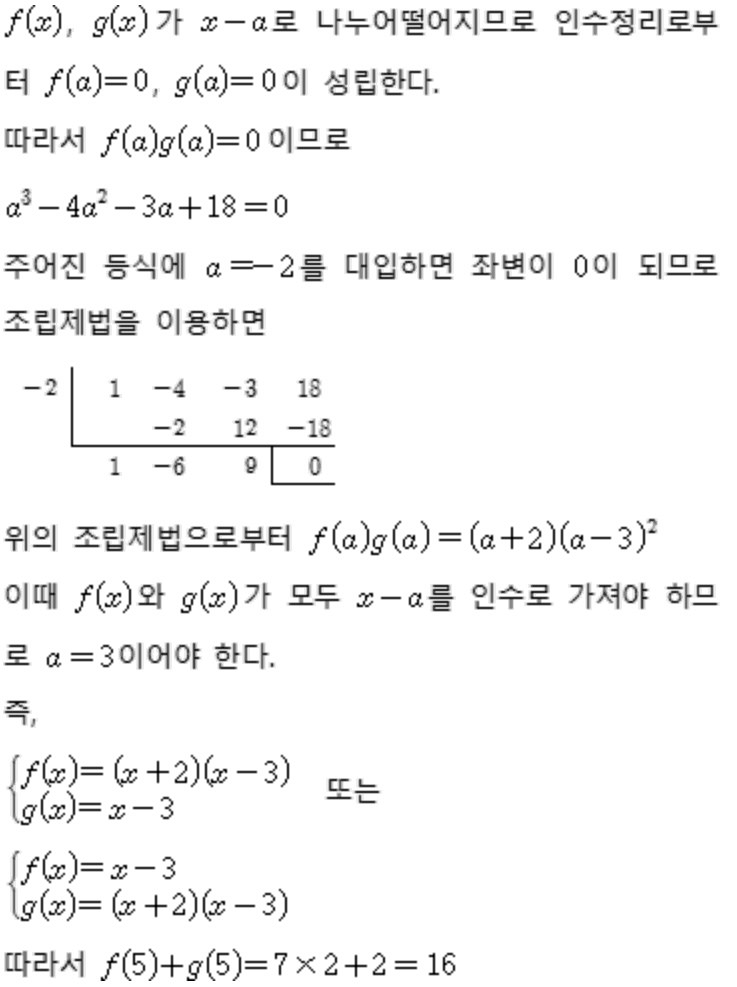 f(x), g(x)가 x-a로 나누어떨어지므로 인수정리로부
터 f(a)=0, g(a)=0이 성립한다.
따라서 f(a)g(a)=0이므로
a³-4a²-3a+18=0
주어진 등식에 a=-2를 대입하면 좌변이 0이 되므로
조립제법을 이용하면
-2 1 -4 -3 18
-2 12 -18
1 -6 9 0
위의 조립제법으로부터 f(a)g(a)=(a+2)(a-3)²
이때 f(x)와 g(x)가 모두 x-a를 인수로 가져야 하므
로 a=3이어야 한다.
즉,
f(x)=(x+2)(x-3)
g(x)=x-3 또는
f(x)=x-3
g(x)=(x+2)(x-3)
따라서 f(5)+g(5)=7×2+2=16